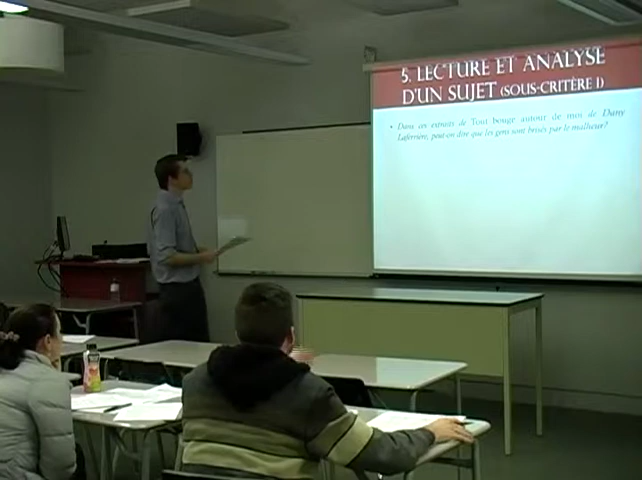 5. LECTURE ET ANALYSE
D'UN SUJET (SOUS-CRITÈRE 1)
• Dans ces extraits de Tout bouge autour de moi de Dany
Laferrière, peut-on dire que les gens sont brisés par le malheur?